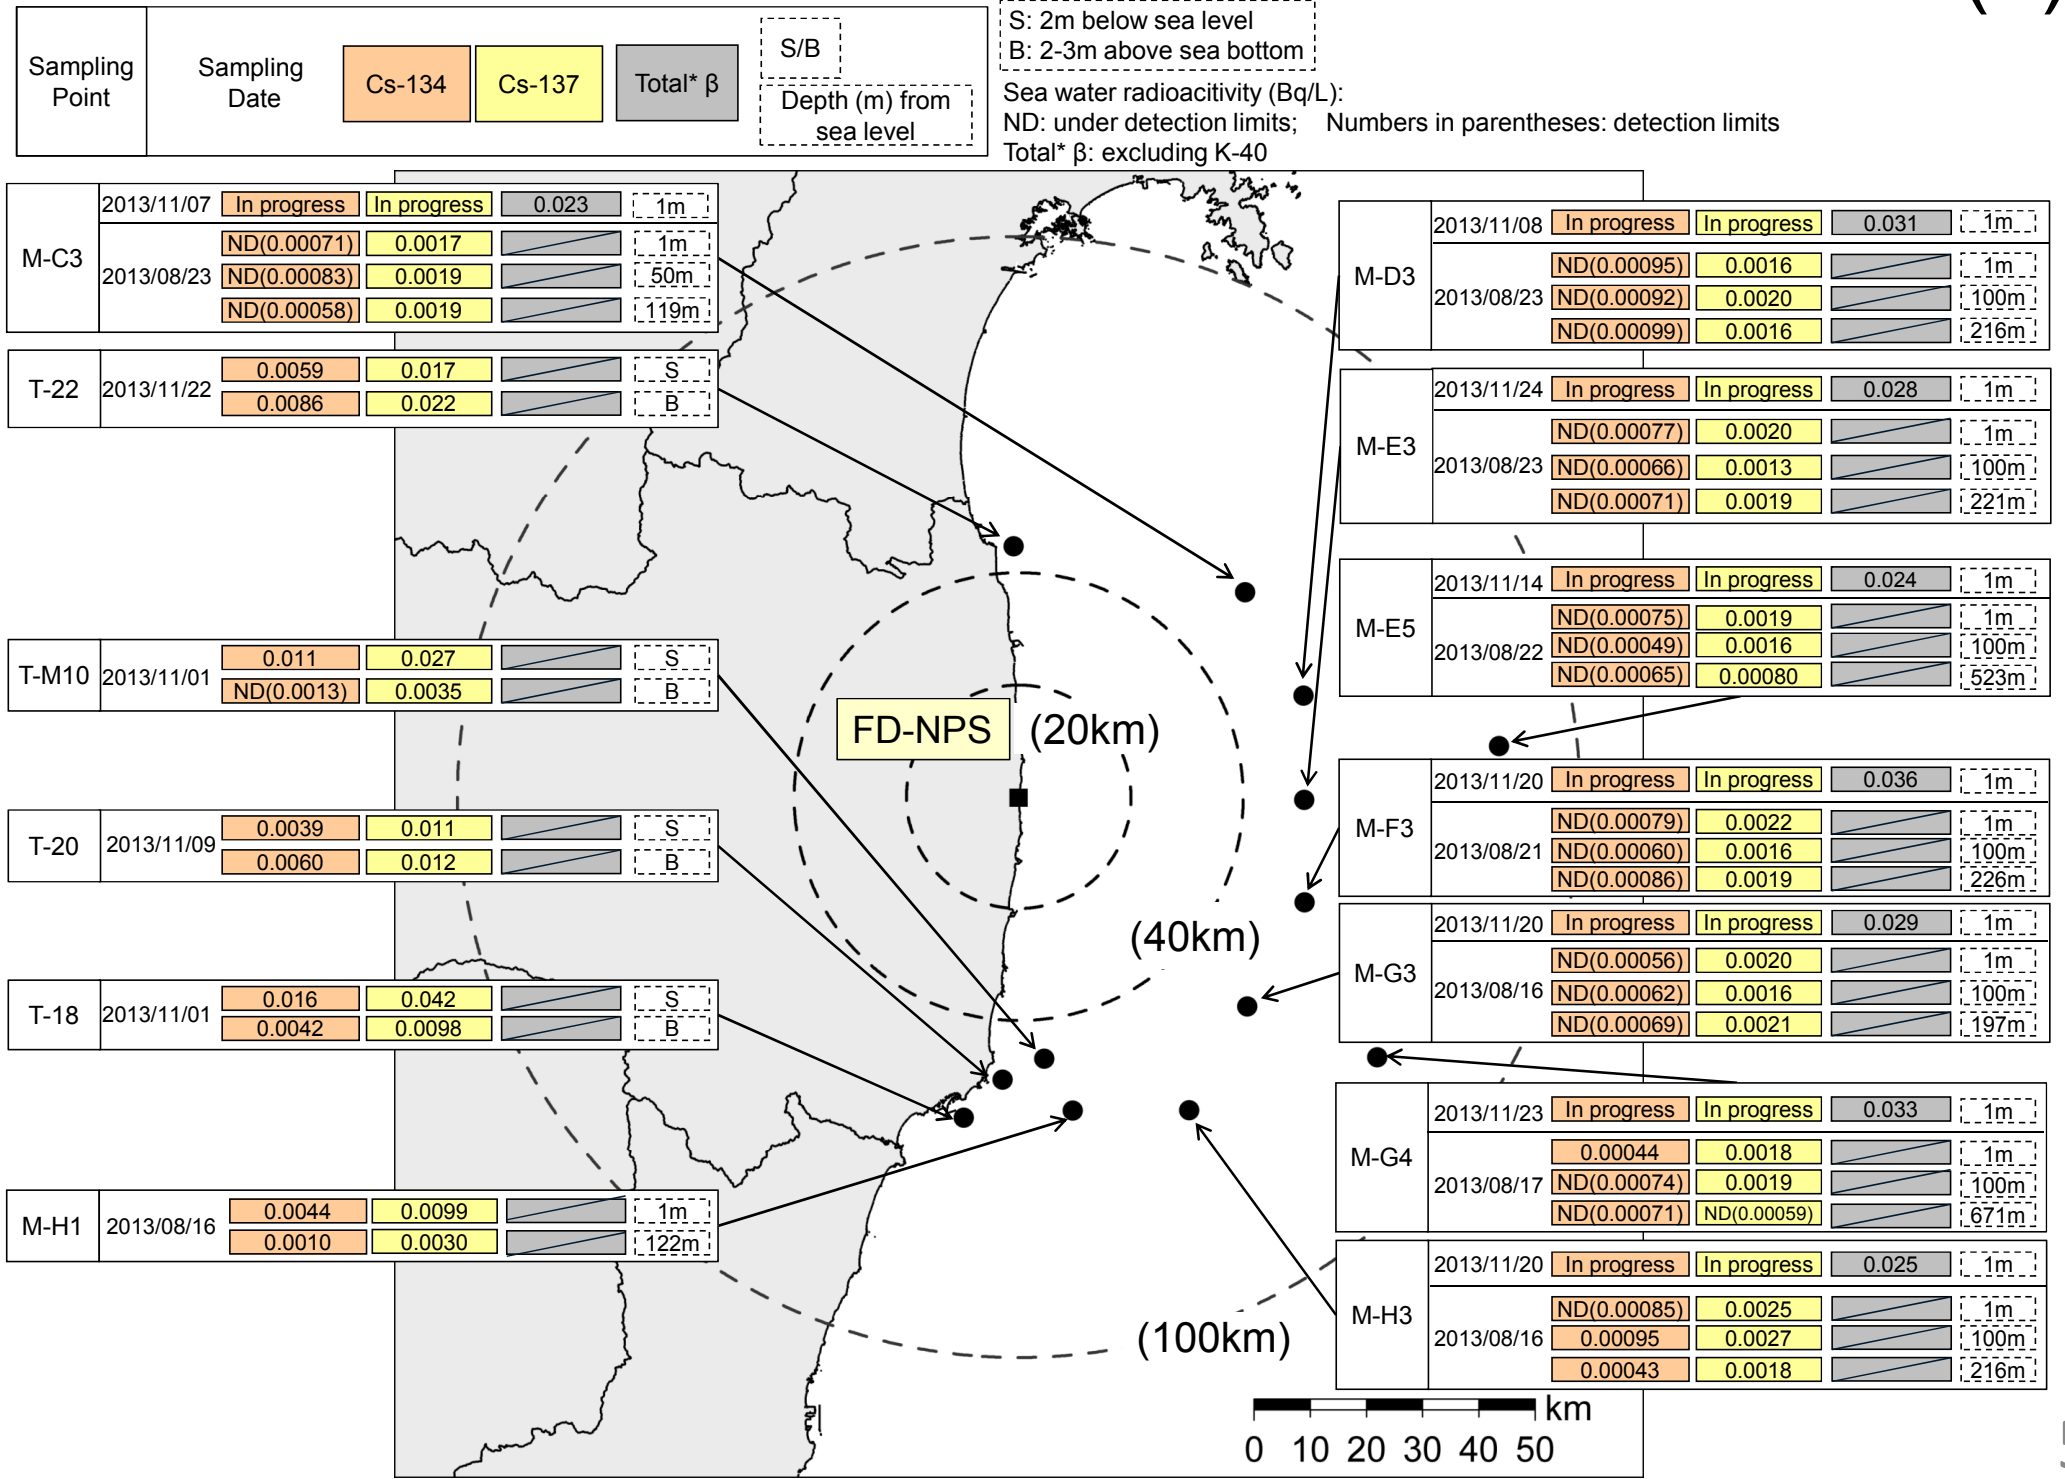 Sampling Point
Sampling Date
Cs-134
Cs-137
Total* β
S/B
Depth (m) from sea level
S: 2m below sea level
B: 2-3m above sea bottom
Sea water radioacitivity (Bq/L):
ND: under detection limits; Numbers in parentheses: detection limits
Total* β: excluding K-40
M-C3
2013/11/07 In progress In progress 0.023 1m
2013/08/23
ND(0.00071) 0.0017 1m
ND(0.00083) 0.0019 50m
ND(0.00058) 0.0019 119m
T-22
2013/11/22
0.0059 0.017 S
0.0086 0.022 B
T-M10
2013/11/01
0.011 0.027 S
ND(0.0013) 0.0035 B
T-20
2013/11/09
0.0039 0.011 S
0.0060 0.012 B
T-18
2013/11/01
0.016 0.042 S
0.0042 0.0098 B
M-H1
2013/08/16
0.0044 0.0099 1m
0.0010 0.0030 122m
FD-NPS
(20km)
(40km)
(100km)
M-D3
2013/11/08 In progress In progress 0.031 1m
2013/08/23
ND(0.00095) 0.0016 1m
ND(0.00092) 0.0020 100m
ND(0.00099) 0.0016 216m
M-E3
2013/11/24 In progress In progress 0.028 1m
2013/08/23
ND(0.00077) 0.0020 1m
ND(0.00066) 0.0013 100m
ND(0.00071) 0.0019 221m
M-E5
2013/11/14 In progress In progress 0.024 1m
2013/08/22
ND(0.00075) 0.0019 1m
ND(0.00049) 0.0016 100m
ND(0.00065) 0.00080 523m
M-F3
2013/11/20 In progress In progress 0.036 1m
2013/08/21
ND(0.00079) 0.0022 1m
ND(0.00060) 0.0016 100m
ND(0.00086) 0.0019 226m
M-G3
2013/11/20 In progress In progress 0.029 1m
2013/08/16
ND(0.00056) 0.0020 1m
ND(0.00062) 0.0016 100m
ND(0.00069) 0.0021 197m
M-G4
2013/11/23 In progress In progress 0.033 1m
2013/08/17
0.00044 0.0018 1m
ND(0.00074) 0.0019 100m
ND(0.00071) ND(0.00059) 671m
M-H3
2013/11/20 In progress In progress 0.025 1m
2013/08/16
ND(0.00085) 0.0025 1m
0.00095 0.0027 100m
0.00043 0.0018 216m
km
0 10 20 30 40 50